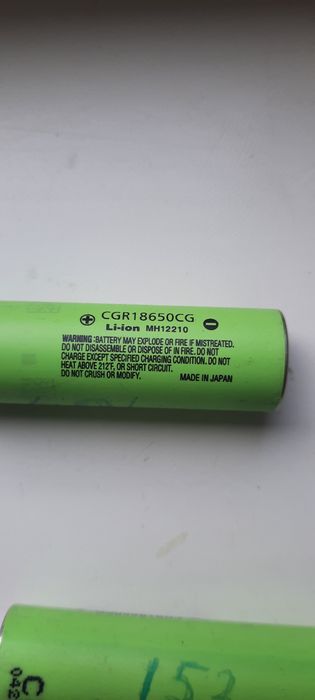 ⊕ CGR18650CG ⊖
Li-ion MH12210
WARNING :BATTERY MAY EXPLODE OR FIRE IF MISTREATED.
DO NOT DISASSEMBLE OR DISPOSE OF IN FIRE. DO NOT
CHARGE EXCEPT SPECIFIED CHARGING CONDITION. DO NOT
HEAT ABOVE 212°F, OR SHORT CIRCUIT.
DO NOT CRUSH OR MODIFY. MADE IN JAPAN
C
042
153